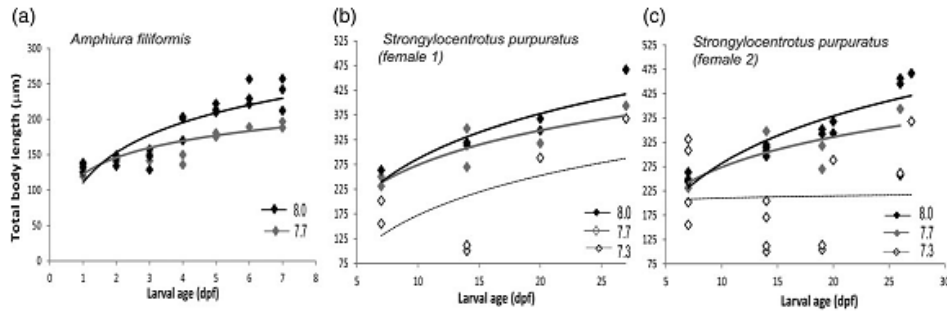 (a)
Amphiura filiformis
Total body length (µm)
300
250
200
150
100
50
0
0 1 2 3 4 5 6 7 8
Larval age (dpf)
8.0
7.7
(b)
Strongylocentrotus purpuratus
(female 1)
525
475
425
375
325
275
225
175
125
75
5 10 15 20 25
Larval age (dpf)
8.0
7.7
7.3
(c)
Strongylocentrotus purpuratus
(female 2)
525
475
425
375
325
275
225
175
125
75
5 10 15 20 25 30
Larval age (dpf)
8.0
7.7
7.3